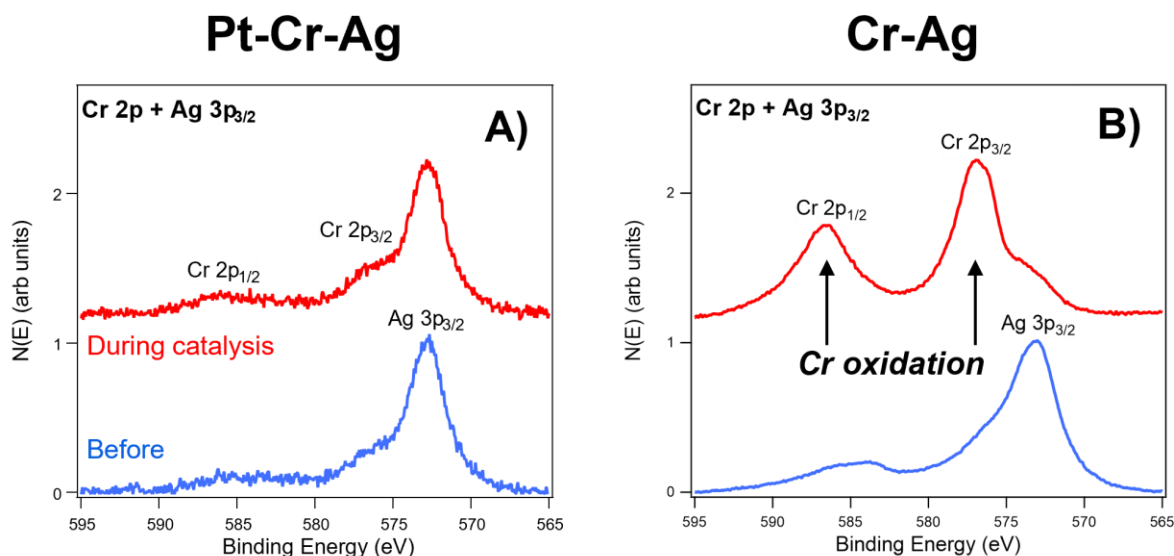 Pt-Cr-Ag
Cr-Ag
Cr 2p + Ag 3p3/2
A)
2
Cr 2p3/2
Cr 2p1/2
N(E) (arb units)
Ag 3p3/2
1
During catalysis
Before
0
595 590 585 580 575 570 565
Binding Energy (eV)
Cr 2p + Ag 3p3/2
B)
Cr 2p3/2
2
Cr 2p1/2
N(E) (arb units)
Ag 3p3/2
1
Cr oxidation
0
595 590 585 580 575 570 565
Binding Energy (eV)